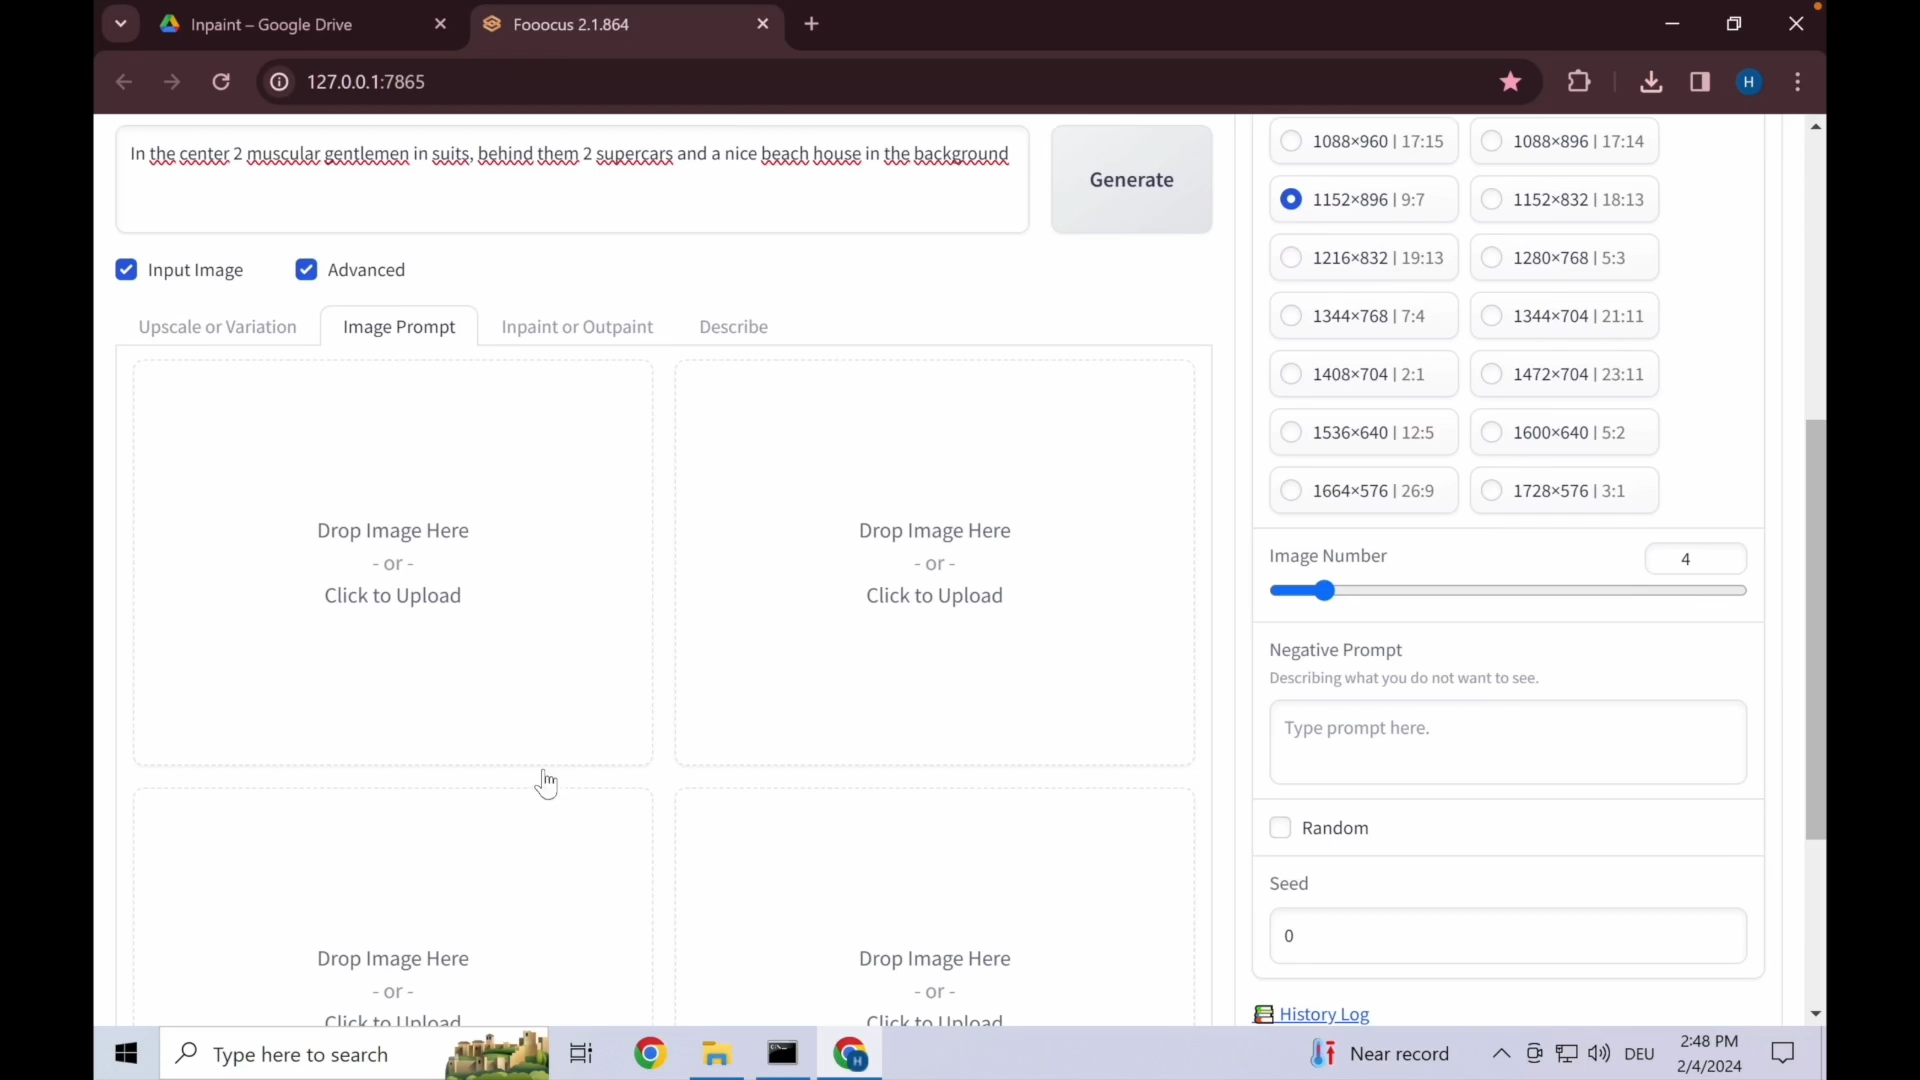 Inpaint – Google Drive
Fooocus 2.1.864
127.0.0.1:7865
H
In the center 2 muscular gentlemen in suits, behind them 2 supercars and a nice beach house in the background
Generate
Input Image
Advanced
Upscale or Variation
Image Prompt
Inpaint or Outpaint
Describe
Drop Image Here
- or -
Click to Upload
Drop Image Here
- or -
Click to Upload
Drop Image Here
- or -
Click to Upload
Drop Image Here
- or -
Click to Upload
1088×960 | 17:15
1088×896 | 17:14
1152×896 | 9:7
1152×832 | 18:13
1216×832 | 19:13
1280×768 | 5:3
1344×768 | 7:4
1344×704 | 21:11
1408×704 | 2:1
1472×704 | 23:11
1536×640 | 12:5
1600×640 | 5:2
1664×576 | 26:9
1728×576 | 3:1
Image Number
4
Negative Prompt
Describing what you do not want to see.
Type prompt here.
Random
Seed
0
History Log
Type here to search
H
Near record
DEU
2:48 PM
2/4/2024